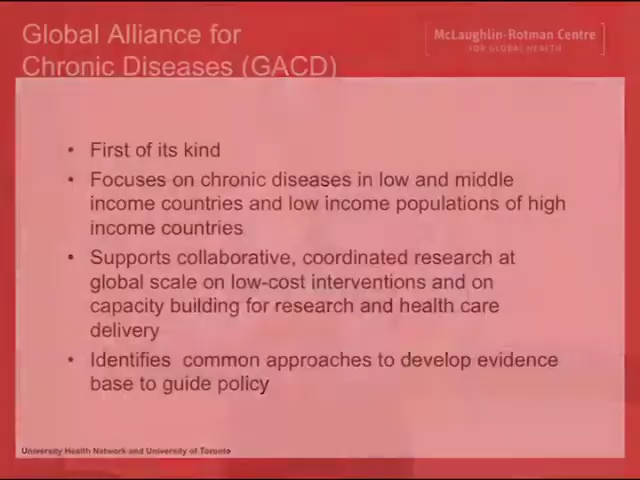 Global Alliance for
Chronic Diseases (GACD)
McLaughlin-Rotman Centre
FOR GLOBAL HEALTH
• First of its kind
• Focuses on chronic diseases in low and middle
income countries and low income populations of high
income countries
• Supports collaborative, coordinated research at
global scale on low-cost interventions and on
capacity building for research and health care
delivery
• Identifies common approaches to develop evidence
base to guide policy
University Health Network and University of Toronto